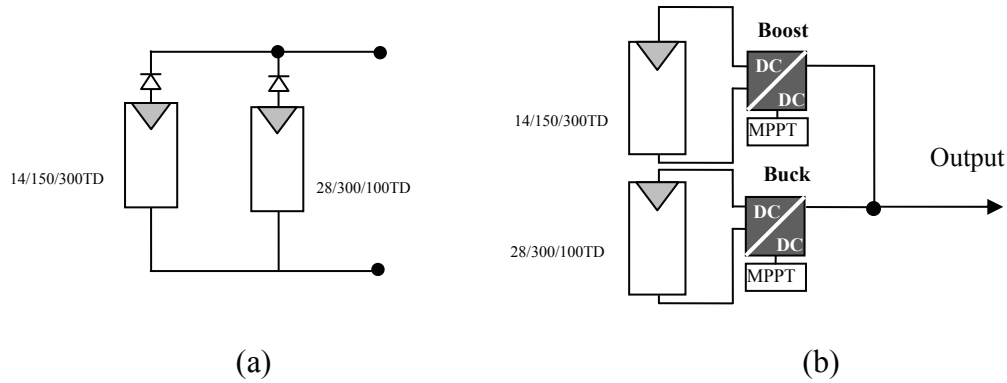 14/150/300TD
28/300/100TD
(a)
Boost
DC
DC
MPPT
14/150/300TD
Buck
DC
DC
MPPT
28/300/100TD
Output
(b)